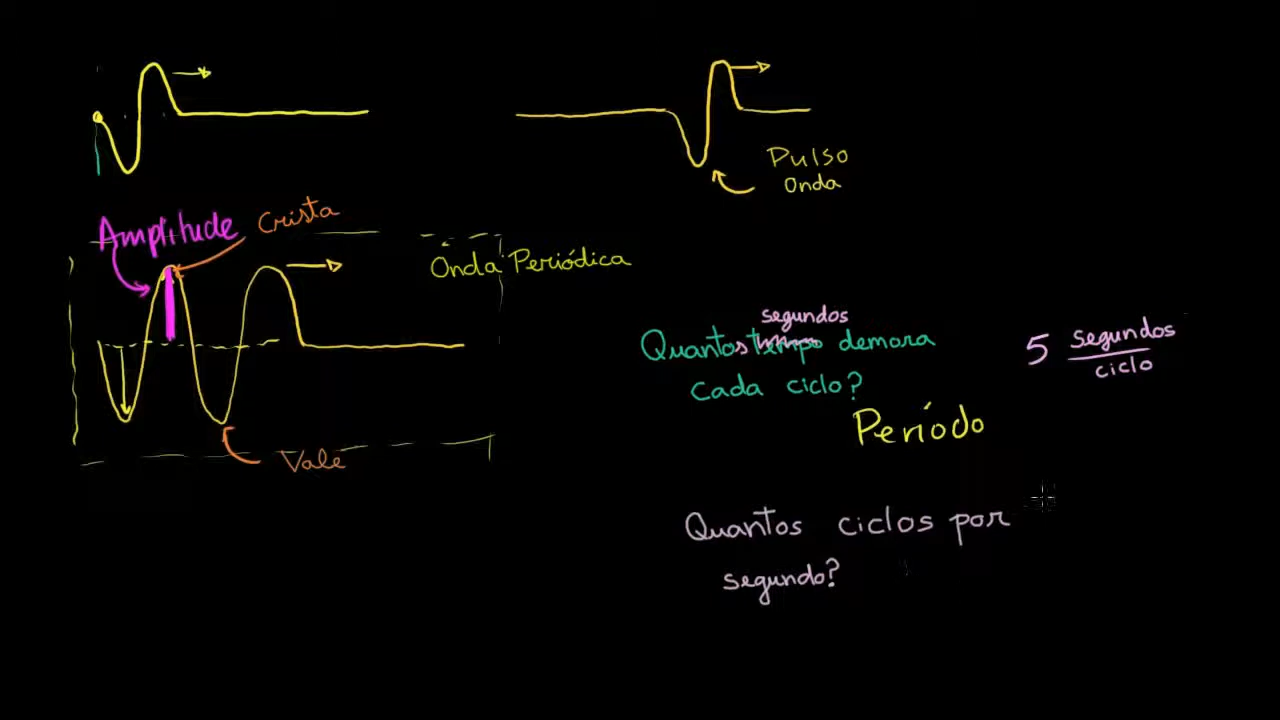 Pulso
Onda
Amplitude
Crista
Onda Periódica
segundos
Quantos tempo demora
cada ciclo?
5 segundos
ciclo
Período
Vale
Quantos ciclos por
segundo?